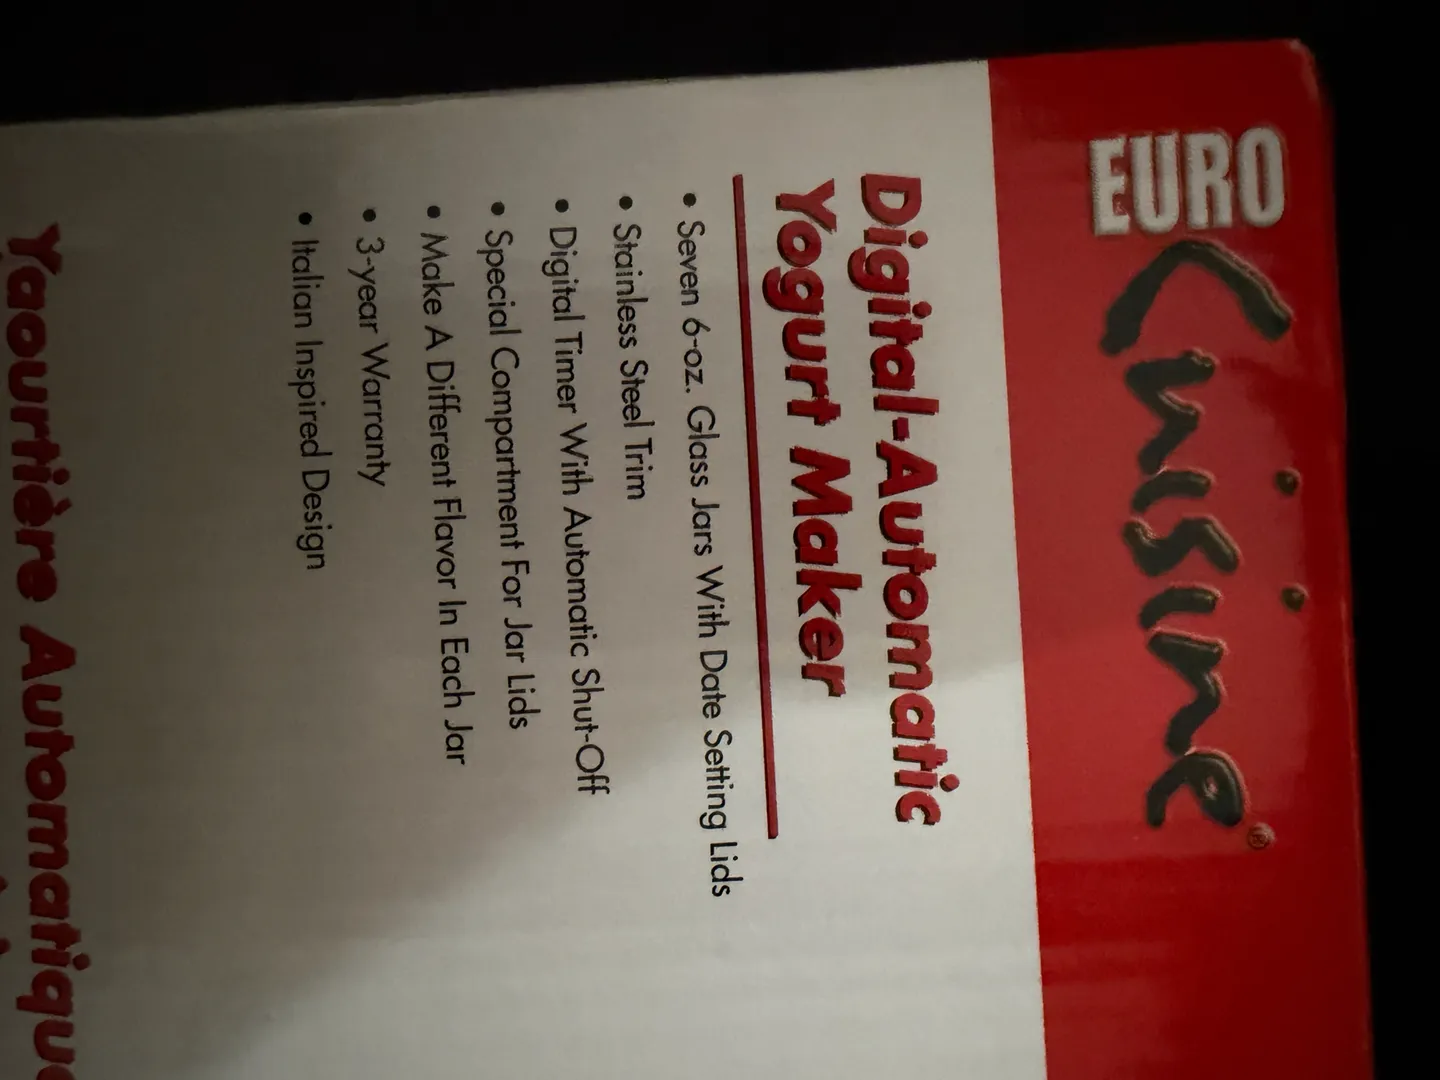 EURO Cuisine®
Digital-Automatic
Yogurt Maker
• Seven 6-oz. Glass Jars With Date Setting Lids
• Stainless Steel Trim
• Digital Timer With Automatic Shut-Off
• Special Compartment For Jar Lids
• Make A Different Flavor In Each Jar
• 3-year Warranty
• Italian Inspired Design
Yaourtière Automatique